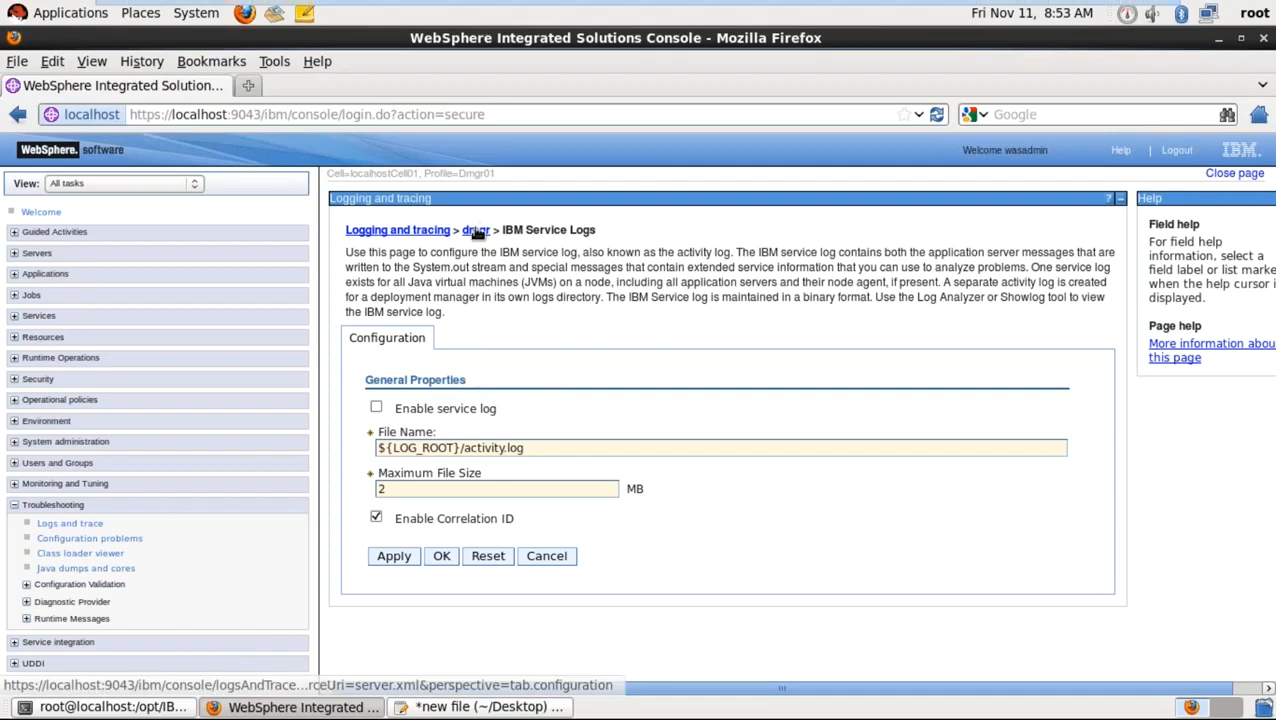 Applications Places System Fri Nov 11, 8:53 AM root
WebSphere Integrated Solutions Console - Mozilla Firefox
File Edit View History Bookmarks Tools Help
WebSphere Integrated Solution...
localhost https://localhost:9043/ibm/console/login.do?action=secure Google
WebSphere. software Welcome wasadmin Help | Logout IBM.
View: All tasks
Welcome
Guided Activities
Servers
Applications
Jobs
Services
Resources
Runtime Operations
Security
Operational policies
Environment
System administration
Users and Groups
Monitoring and Tuning
Troubleshooting
Logs and trace
Configuration problems
Class loader viewer
Java dumps and cores
Configuration Validation
Diagnostic Provider
Runtime Messages
Service integration
UDDI
Cell=localhostCell01, Profile=Dmgr01
Close page
Logging and tracing ? –
Logging and tracing > > IBM Service Logs
Use this page to configure the IBM service log, also known as the activity log. The IBM service log contains both the application server messages that are
written to the System.out stream and special messages that contain extended service information that you can use to analyze problems. One service log
exists for all Java virtual machines (JVMs) on a node, including all application servers and their node agent, if present. A separate activity log is created
for a deployment manager in its own logs directory. The IBM Service log is maintained in a binary format. Use the Log Analyzer or Showlog tool to view
the IBM service log.
Configuration
General Properties
Enable service log
File Name:
${LOG_ROOT}/activity.log
Maximum File Size
2 MB
Enable Correlation ID
Apply OK Reset Cancel
Help
Field help
For field help
information, select a
field label or list marke
when the help cursor i
displayed.
Page help
More information abou
this page
https://localhost:9043/ibm/console/logsAndTrace...rceUri=server.xml&perspective=tab.configuration
root@localhost:/opt/IB... WebSphere Integrated ... *new file (~/Desktop) ...